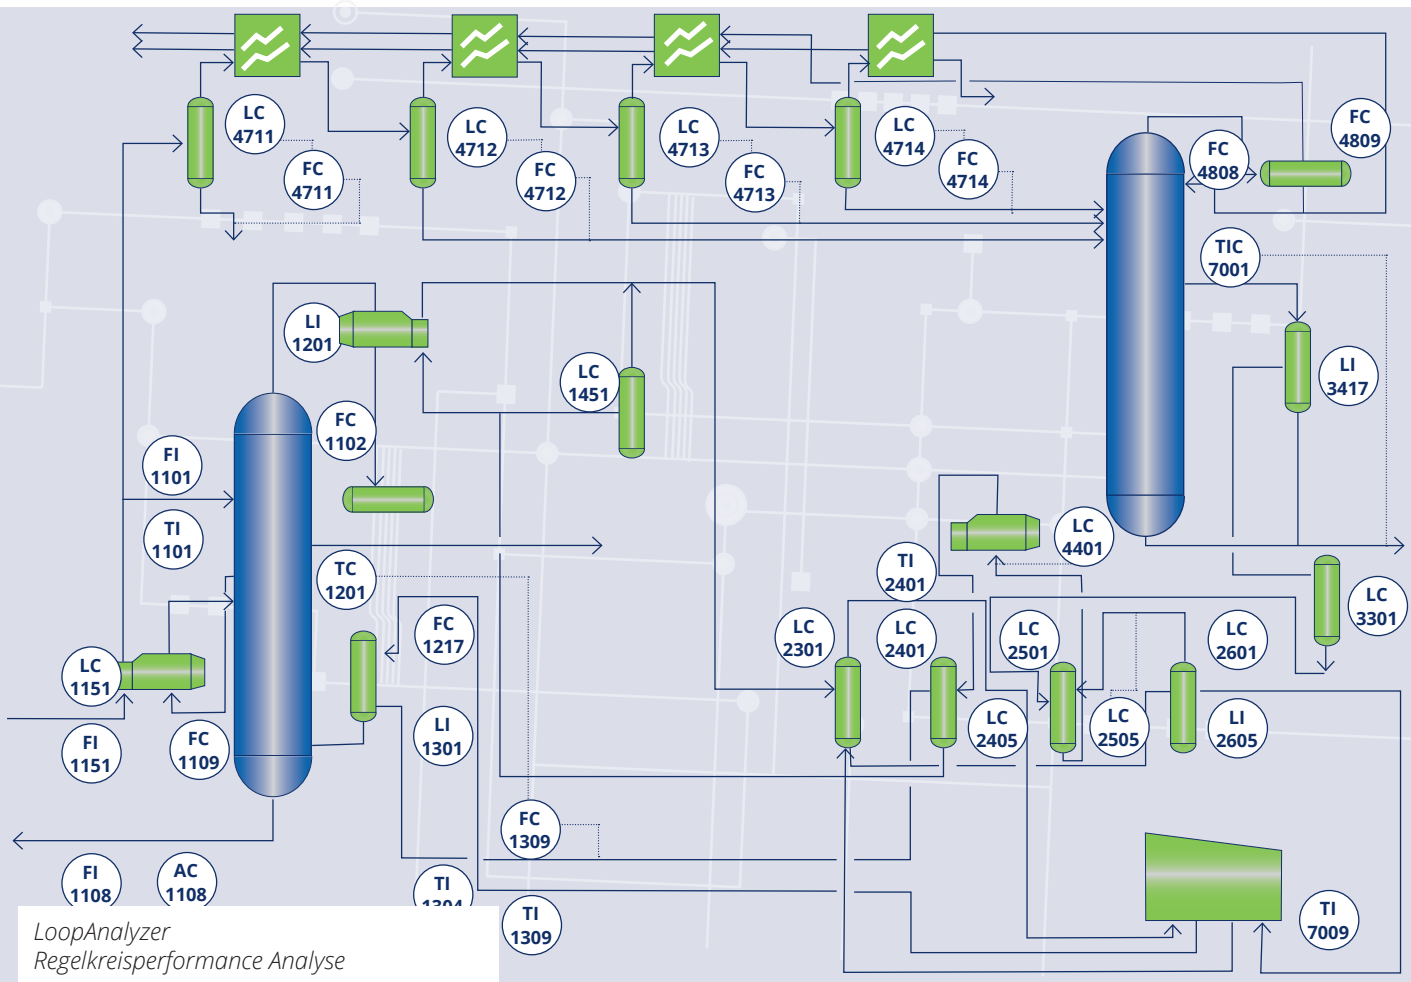 LC
4711
FC
4711
LC
4712
FC
4712
LC
4713
FC
4713
LC
4714
FC
4714
FC
4808
FC
4809
TIC
7001
LI
3417
LI
1201
LC
1451
FC
1102
FI
1101
TI
1101
TC
1201
LC
4401
TI
2401
LC
3301
FC
1217
LC
2301
LC
2401
LC
2501
LC
2601
LC
1151
FI
1151
FC
1109
LI
1301
LC
2405
LC
2505
LI
2605
FC
1309
FI
1108
AC
1108
TI
1304
TI
1309
TI
7009
LoopAnalyzer
Regelkreisperformance Analyse